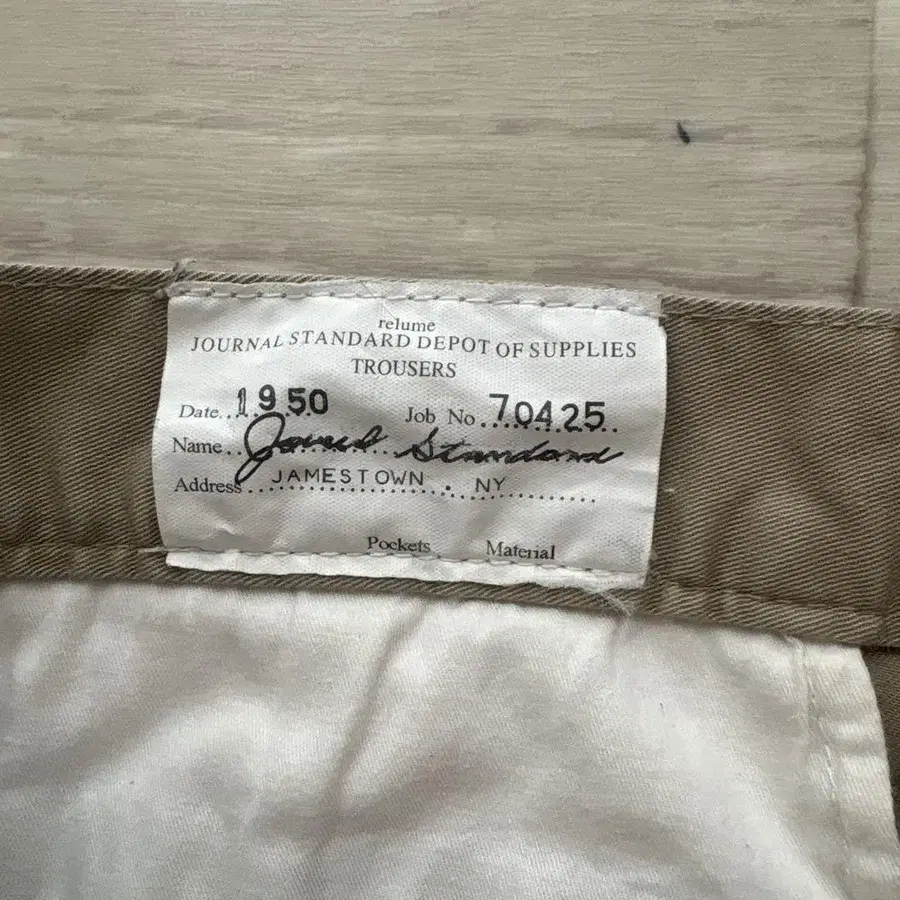 relume
JOURNAL STANDARD DEPOT OF SUPPLIES
TROUSERS
Date..1950 Job No...70425..
Name.. Standard
Address...JAMESTOWN . NY
Pockets Material